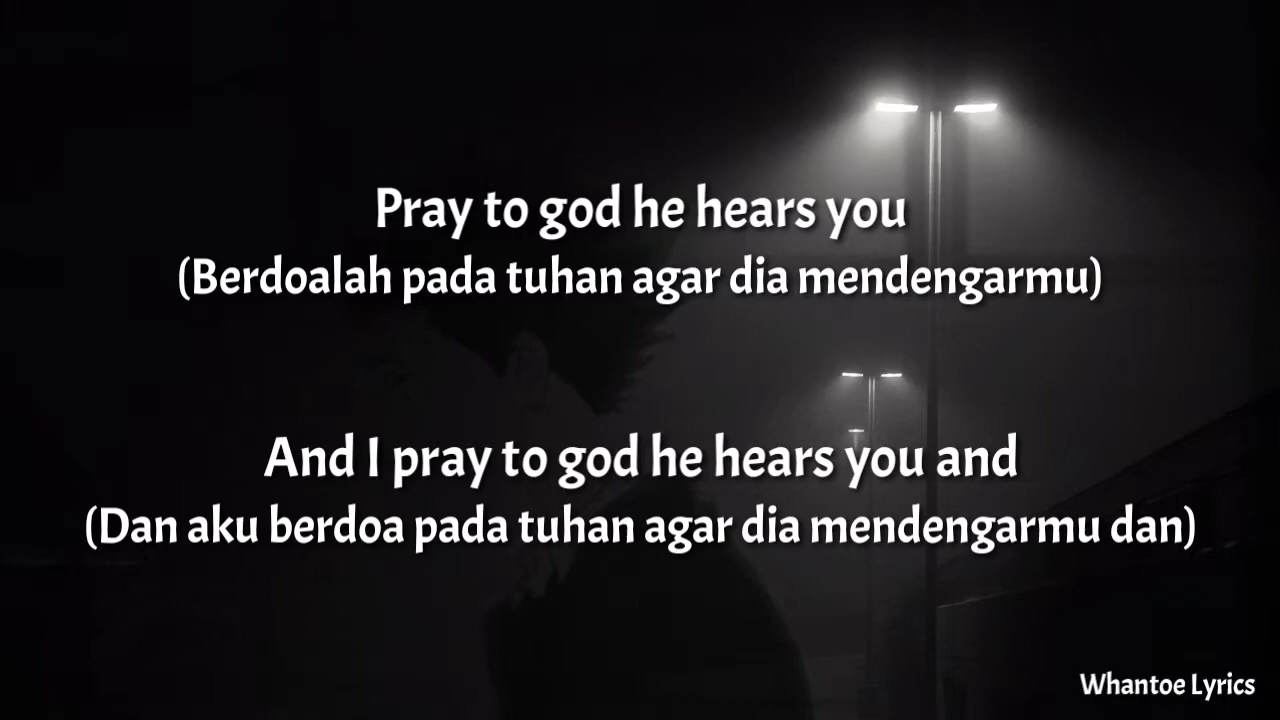 Pray to god he hears you
(Berdoalah pada tuhan agar dia mendengarmu)
And I pray to god he hears you and
(Dan aku berdoa pada tuhan agar dia mendengarmu dan)
Whantoe Lyrics